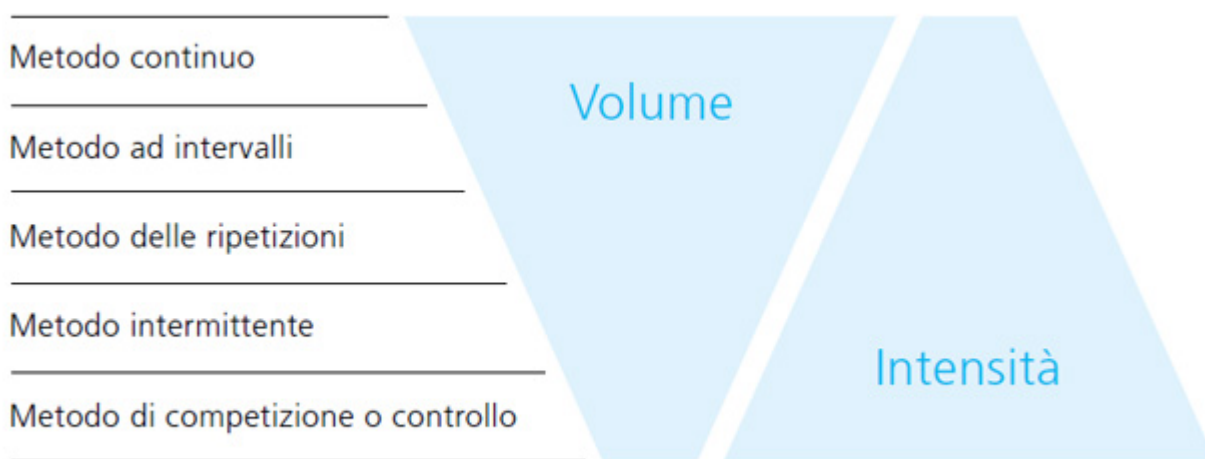 Metodo continuo
Volume
Metodo ad intervalli
Metodo delle ripetizioni
Metodo intermittente
Intensità
Metodo di competizione o controllo